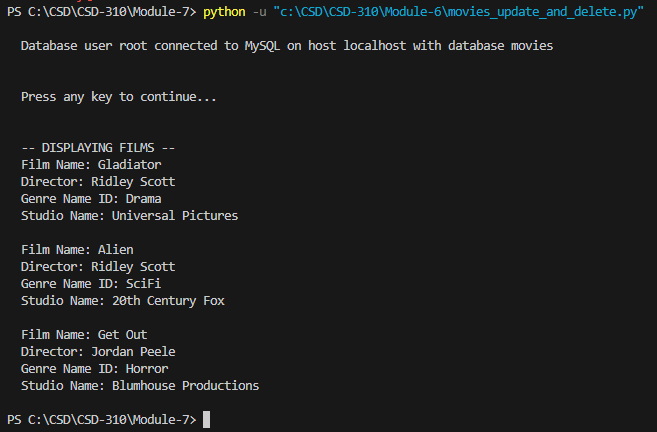 PS C:\CSD\CSD-310\Module-7> python -u "c:\CSD\CSD-310\Module-6\movies_update_and_delete.py"
Database user root connected to MySQL on host localhost with database movies
Press any key to continue...
-- DISPLAYING FILMS --
Film Name: Gladiator
Director: Ridley Scott
Genre Name ID: Drama
Studio Name: Universal Pictures
Film Name: Alien
Director: Ridley Scott
Genre Name ID: SciFi
Studio Name: 20th Century Fox
Film Name: Get Out
Director: Jordan Peele
Genre Name ID: Horror
Studio Name: Blumhouse Productions
PS C:\CSD\CSD-310\Module-7>